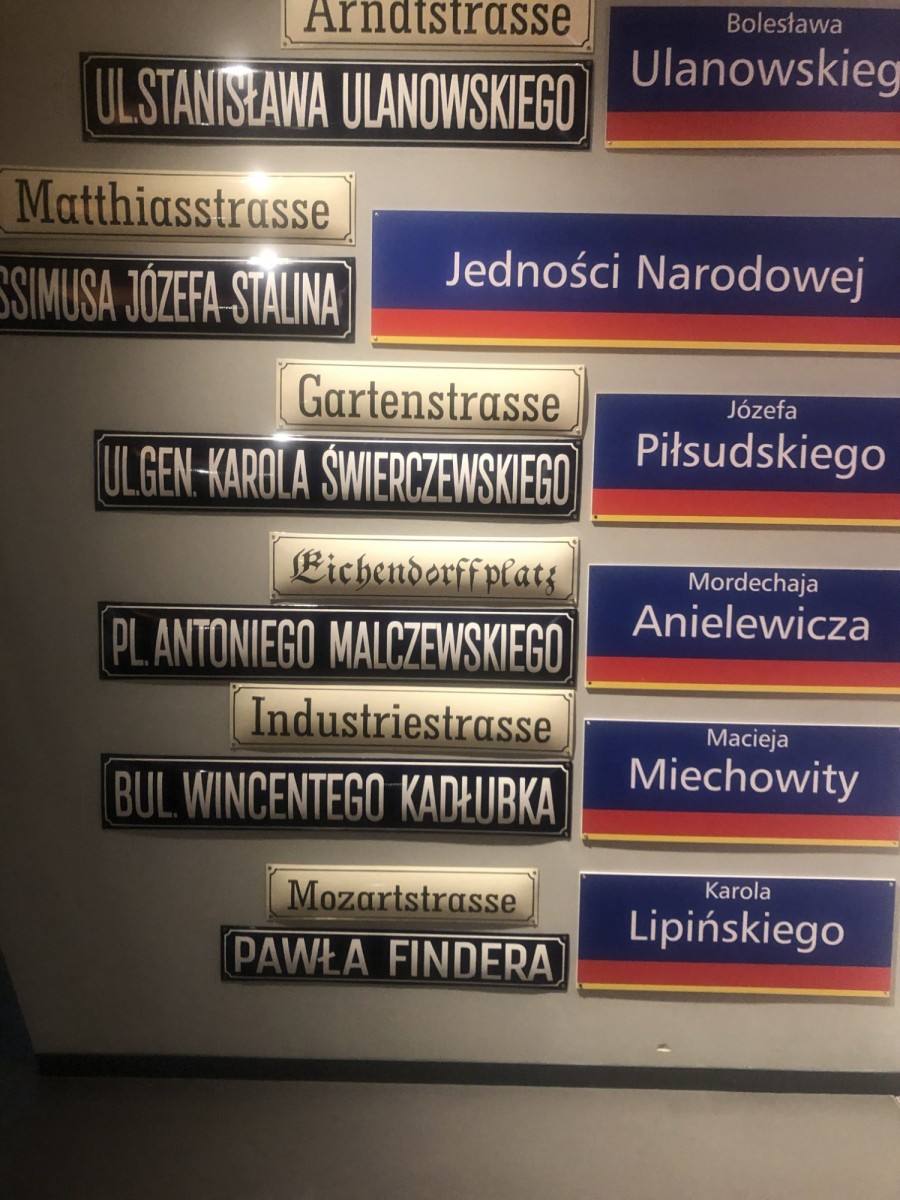 Arndtstrasse
UL. STANISŁAWA ULANOWSKIEGO
Bolesława
Ulanowskieg
Matthiasstrasse
SSIMUSA JÓZEFA STALINA
Jedności Narodowej
Gartenstrasse
UL. GEN. KAROLA ŚWIERCZEWSKIEGO
Józefa
Piłsudskiego
Eichendorffplatz
PL. ANTONIEGO MALCZEWSKIEGO
Mordechaja
Anielewicza
Industriestrasse
BUL. WINCENTEGO KADŁUBKA
Macieja
Miechowity
Mozartstrasse
PAWŁA FINDERA
Karola
Lipińskiego